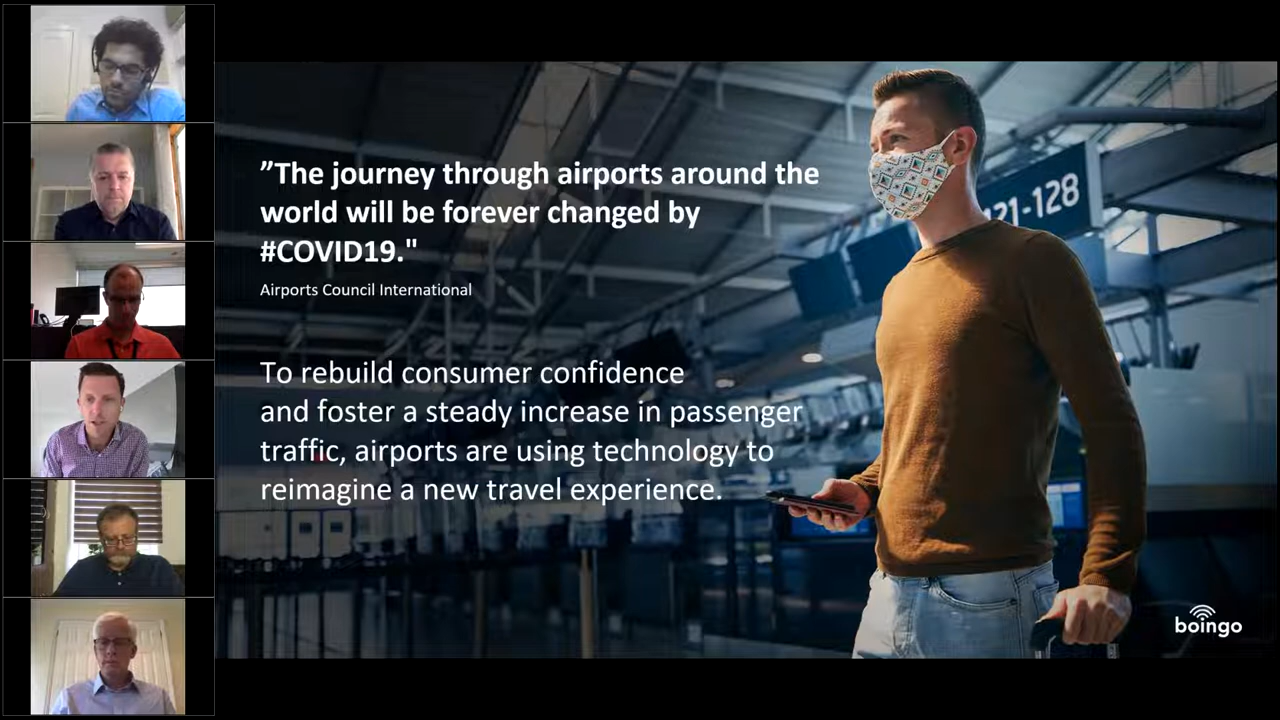 ”The journey through airports around the
world will be forever changed by
#COVID19."
Airports Council International
To rebuild consumer confidence
and foster a steady increase in passenger
traffic, airports are using technology to
reimagine a new travel experience.
21-128
boingo